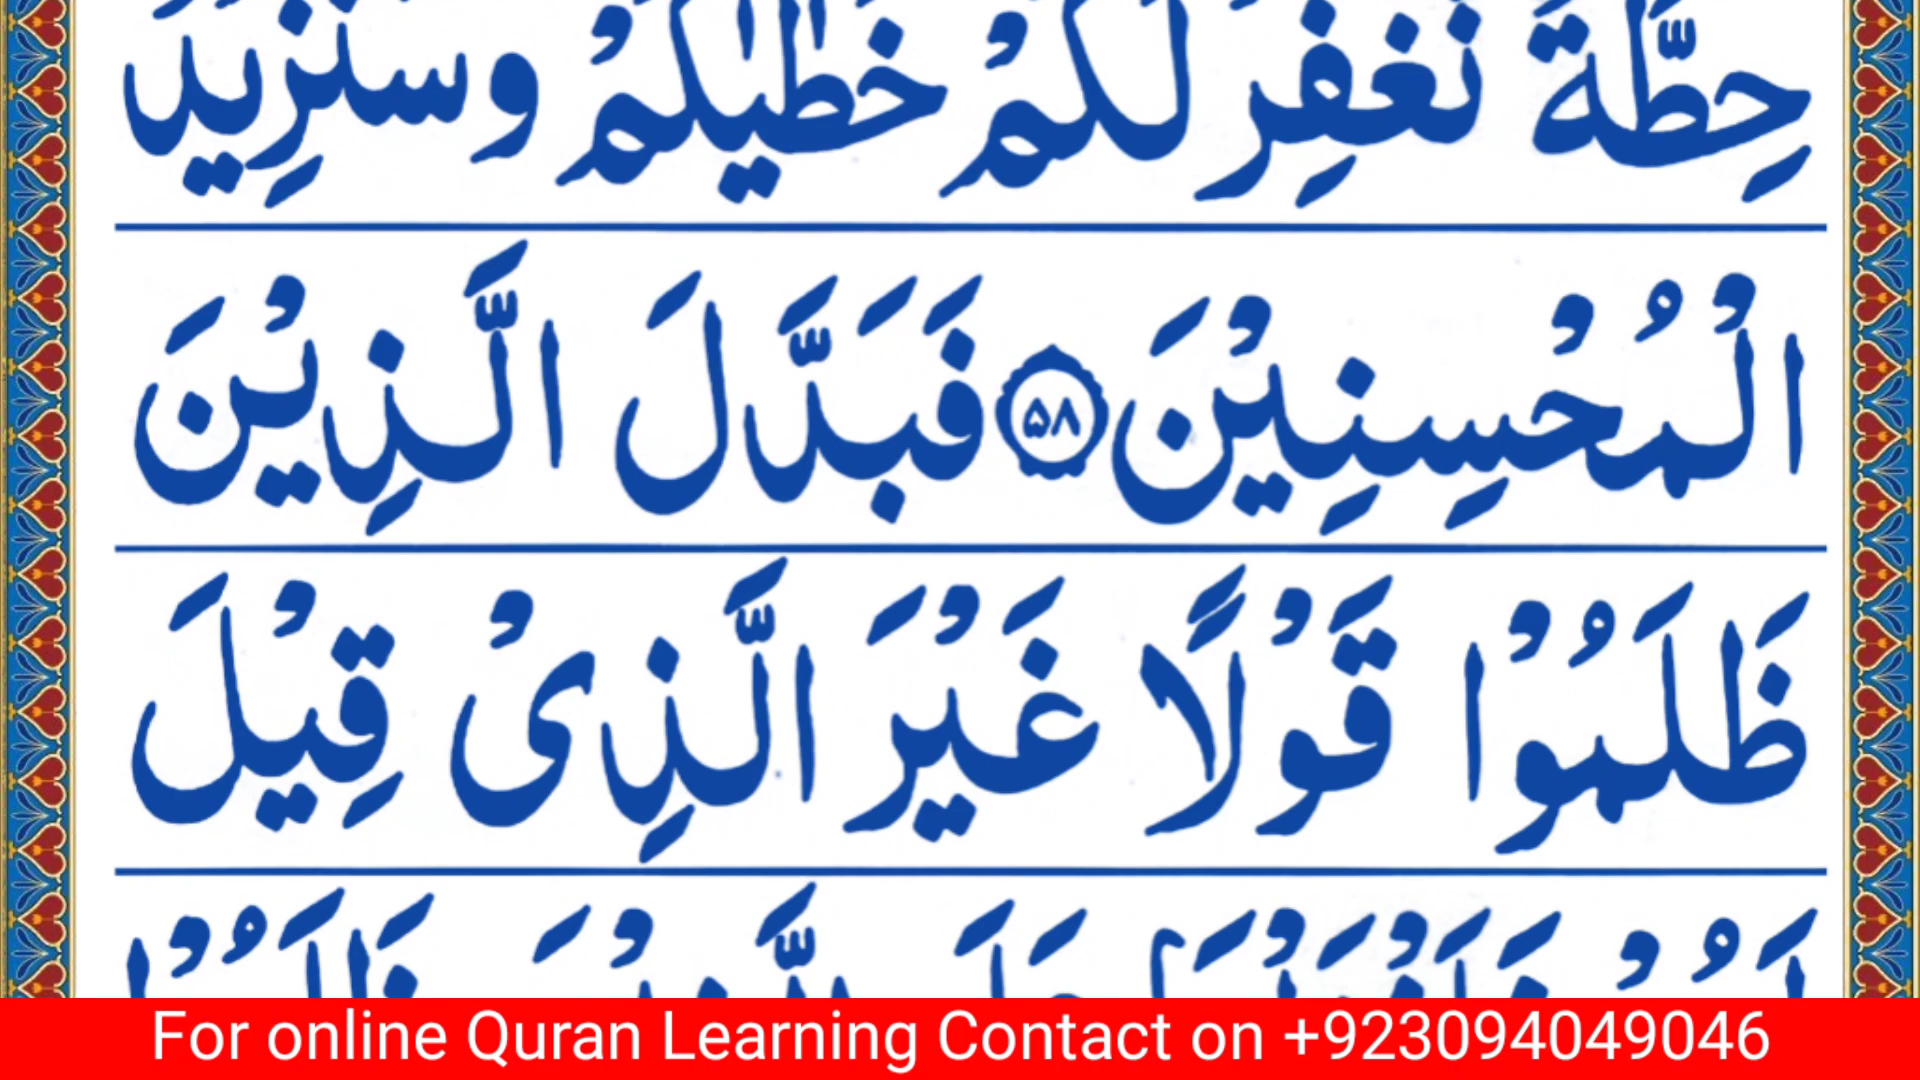 حِطَّةٌ نَّغْفِرْ لَكُمْ خَطٰيٰكُمْ وَسَنَزِيْدُ
الْمُحْسِنِيْنَ ۵۸ فَبَدَّلَ الَّذِيْنَ
ظَلَمُوْا قَوْلًا غَيْرَ الَّذِىْ قِيْلَ
For online Quran Learning Contact on +923094049046